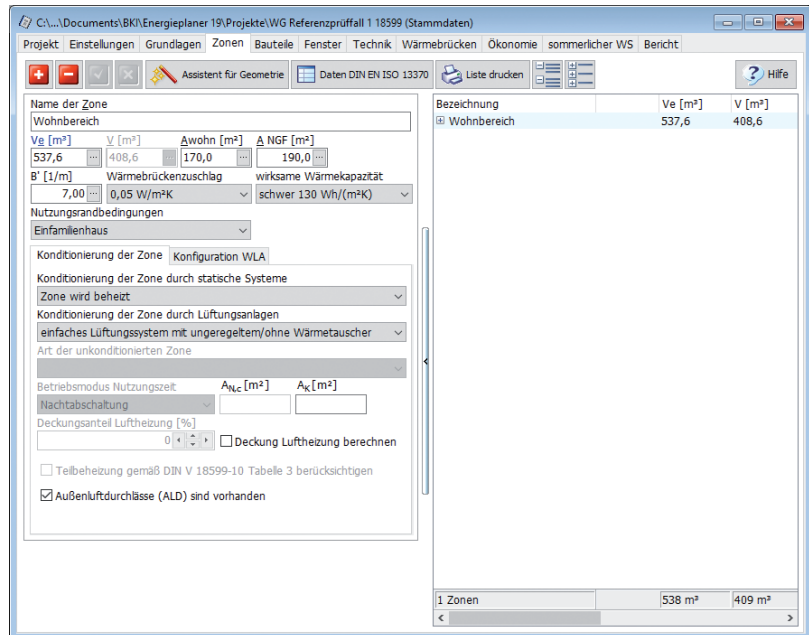 C:\...\Documents\BKI\Energieplaner 19\Projekte\WG Referenzprüffall 1 18599 (Stammdaten)
Projekt Einstellungen Grundlagen Zonen Bauteile Fenster Technik Wärmebrücken Ökonomie sommerlicher WS Bericht
Assistent für Geometrie Daten DIN EN ISO 13370 Liste drucken Hilfe
Name der Zone
Wohnbereich
Ve [m³] V [m³] Awohn [m²] A NGF [m²]
537,6 ... 408,6 ... 170,0 ... 190,0 ...
B' [1/m] Wärmebrückenzuschlag wirksame Wärmekapazität
7,00 ... 0,05 W/m²K schwer 130 Wh/(m²K)
Nutzungsrandbedingungen
Einfamilienhaus
Konditionierung der Zone Konfiguration WLA
Konditionierung der Zone durch statische Systeme
Zone wird beheizt
Konditionierung der Zone durch Lüftungsanlagen
einfaches Lüftungssystem mit ungeregeltem/ohne Wärmetauscher
Art der unkonditionierten Zone
Betriebsmodus Nutzungszeit AN,c [m²] AK [m²]
Nachtabschaltung
Deckungsanteil Luftheizung [%]
0 Deckung Luftheizung berechnen
Teilbeheizung gemäß DIN V 18599-10 Tabelle 3 berücksichtigen
Außenluftdurchlässe (ALD) sind vorhanden
Bezeichnung Ve [m³] V [m³]
Wohnbereich 537,6 408,6
1 Zonen 538 m³ 409 m³